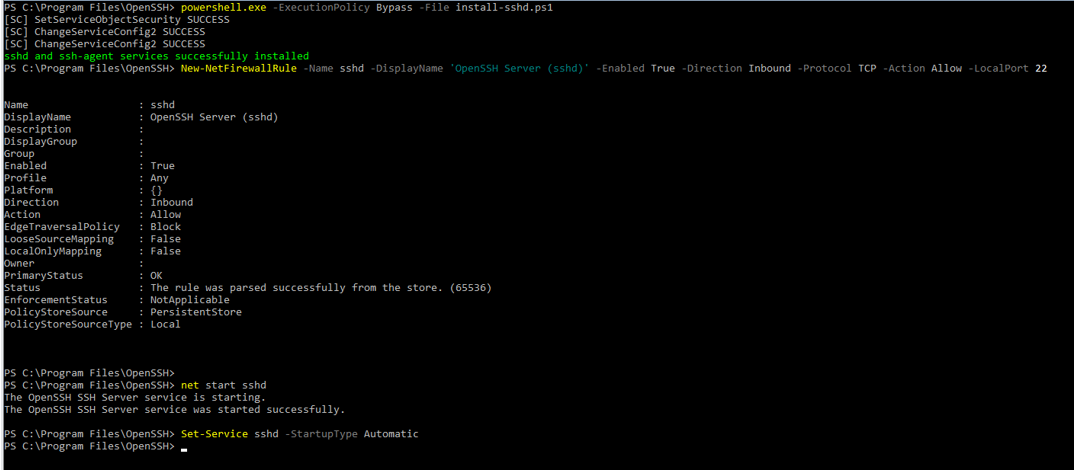 PS C:\Program Files\OpenSSH> powershell.exe -ExecutionPolicy Bypass -File install-sshd.ps1
[SC] SetServiceObjectSecurity SUCCESS
[SC] ChangeServiceConfig2 SUCCESS
[SC] ChangeServiceConfig2 SUCCESS
sshd and ssh-agent services successfully installed
PS C:\Program Files\OpenSSH> New-NetFirewallRule -Name sshd -DisplayName 'OpenSSH Server (sshd)' -Enabled True -Direction Inbound -Protocol TCP -Action Allow -LocalPort 22
Name : sshd
DisplayName : OpenSSH Server (sshd)
Description :
DisplayGroup :
Group :
Enabled : True
Profile : Any
Platform : {}
Direction : Inbound
Action : Allow
EdgeTraversalPolicy : Block
LooseSourceMapping : False
LocalOnlyMapping : False
Owner :
PrimaryStatus : OK
Status : The rule was parsed successfully from the store. (65536)
EnforcementStatus : NotApplicable
PolicyStoreSource : PersistentStore
PolicyStoreSourceType : Local
PS C:\Program Files\OpenSSH>
PS C:\Program Files\OpenSSH> net start sshd
The OpenSSH SSH Server service is starting.
The OpenSSH SSH Server service was started successfully.
PS C:\Program Files\OpenSSH> Set-Service sshd -StartupType Automatic
PS C:\Program Files\OpenSSH>